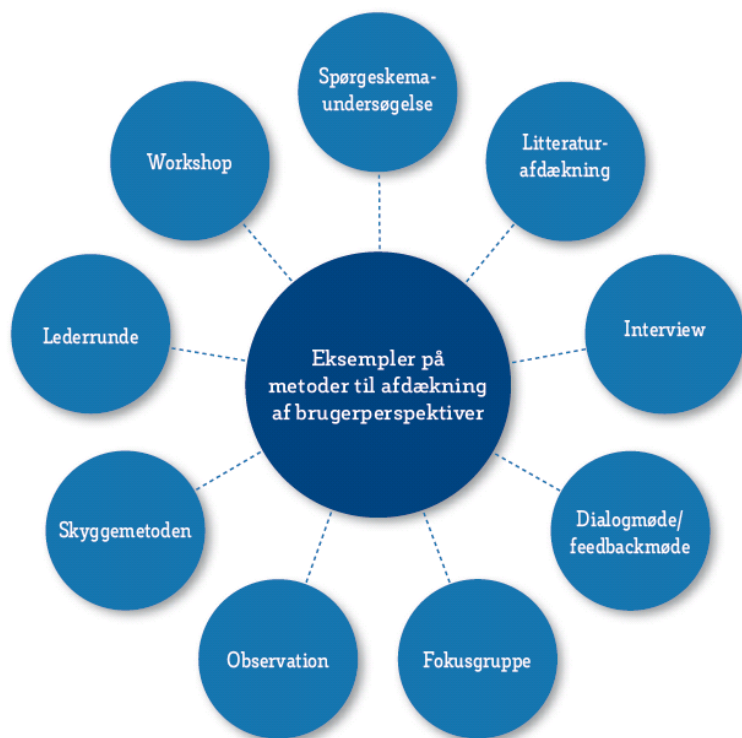 Spørgeskema-
undersøgelse
Litteratur-
afdækning
Interview
Dialogmøde/
feedbackmøde
Fokusgruppe
Observation
Skyggemetoden
Lederrunde
Workshop
Eksempler på
metoder til afdækning
af brugerperspektiver